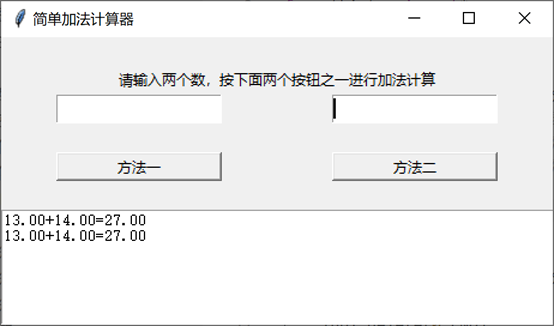 简单加法计算器
请输入两个数，按下面两个按钮之一进行加法计算
方法一
方法二
13.00+14.00=27.00
13.00+14.00=27.00